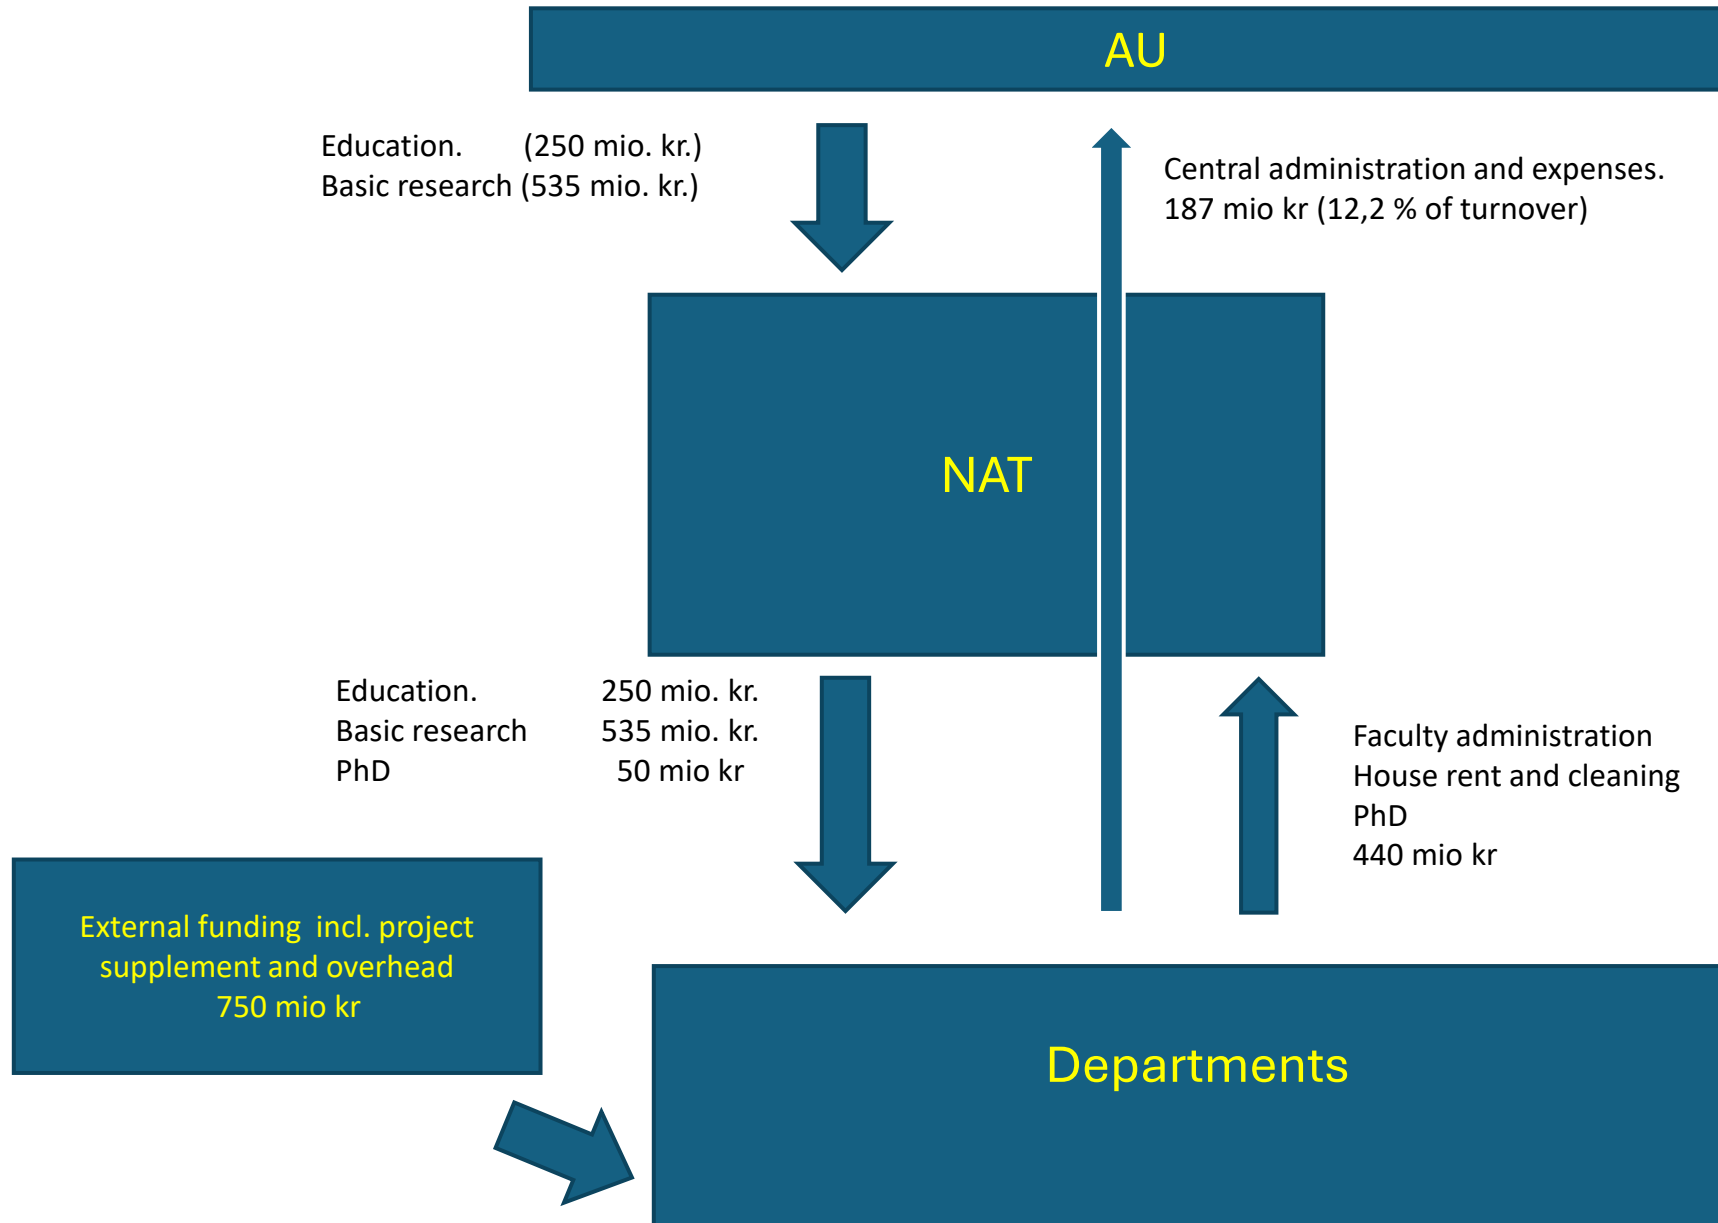 AU
Education. (250 mio. kr.)
Basic research (535 mio. kr.)
Central administration and expenses.
187 mio kr (12,2 % of turnover)
NAT
Education. 250 mio. kr.
Basic research 535 mio. kr.
PhD 50 mio kr
Faculty administration
House rent and cleaning
PhD
440 mio kr
External funding incl. project
supplement and overhead
750 mio kr
Departments